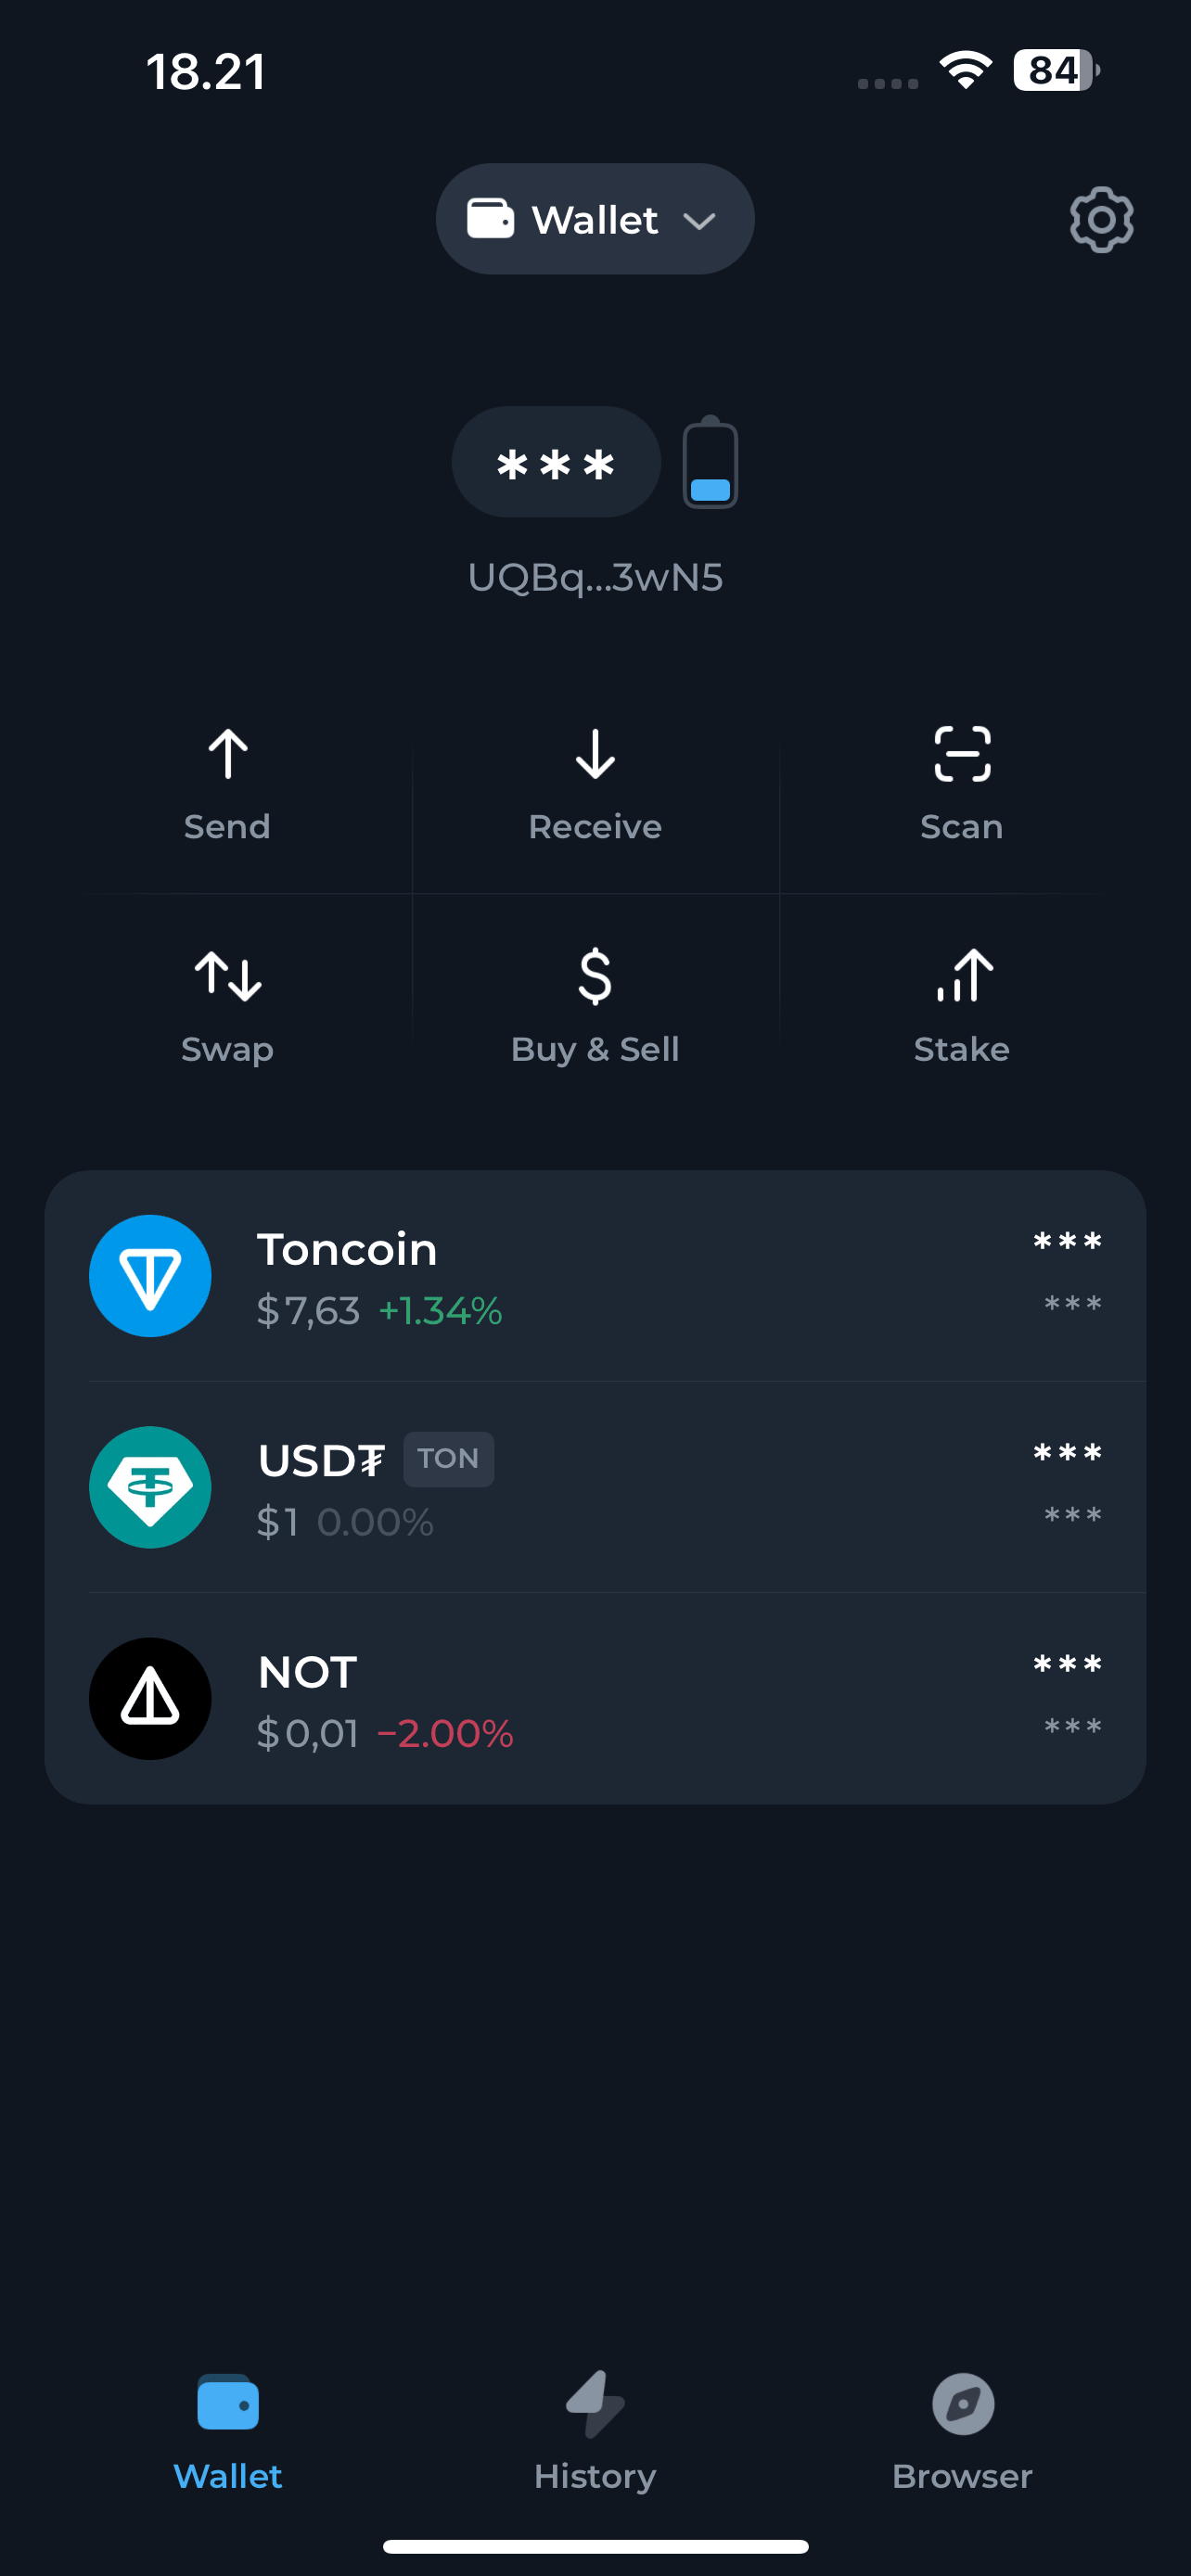 18.21
84
Wallet
***
UQBq...3wN5
Send
Receive
Scan
Swap
Buy & Sell
Stake
Toncoin
***
$ 7,63 +1.34%
***
USD₮ TON
***
$ 1 0.00%
***
NOT
***
$ 0,01 −2.00%
***
Wallet
History
Browser